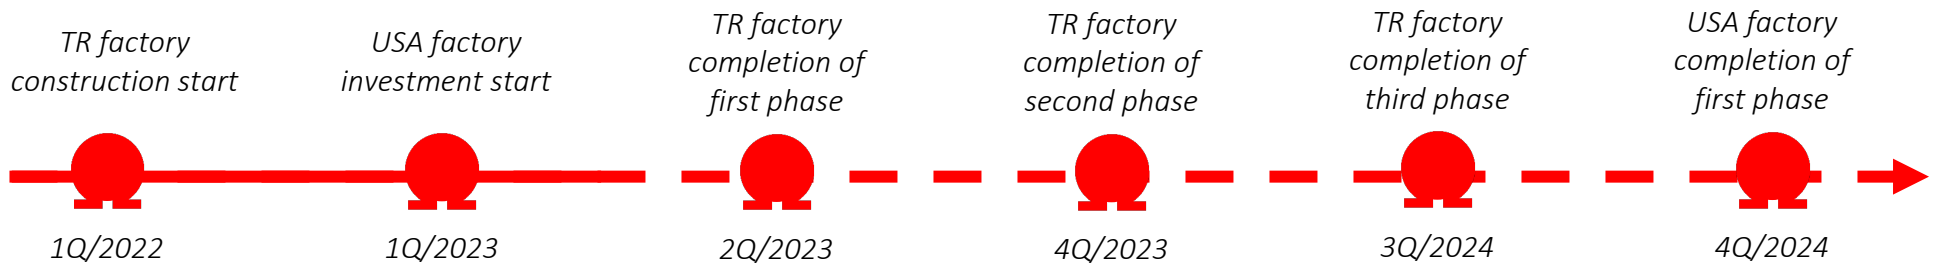 TR factory
construction start
USA factory
investment start
TR factory
completion of
first phase
TR factory
completion of
second phase
TR factory
completion of
third phase
USA factory
completion of
first phase
1Q/2022
1Q/2023
2Q/2023
4Q/2023
3Q/2024
4Q/2024